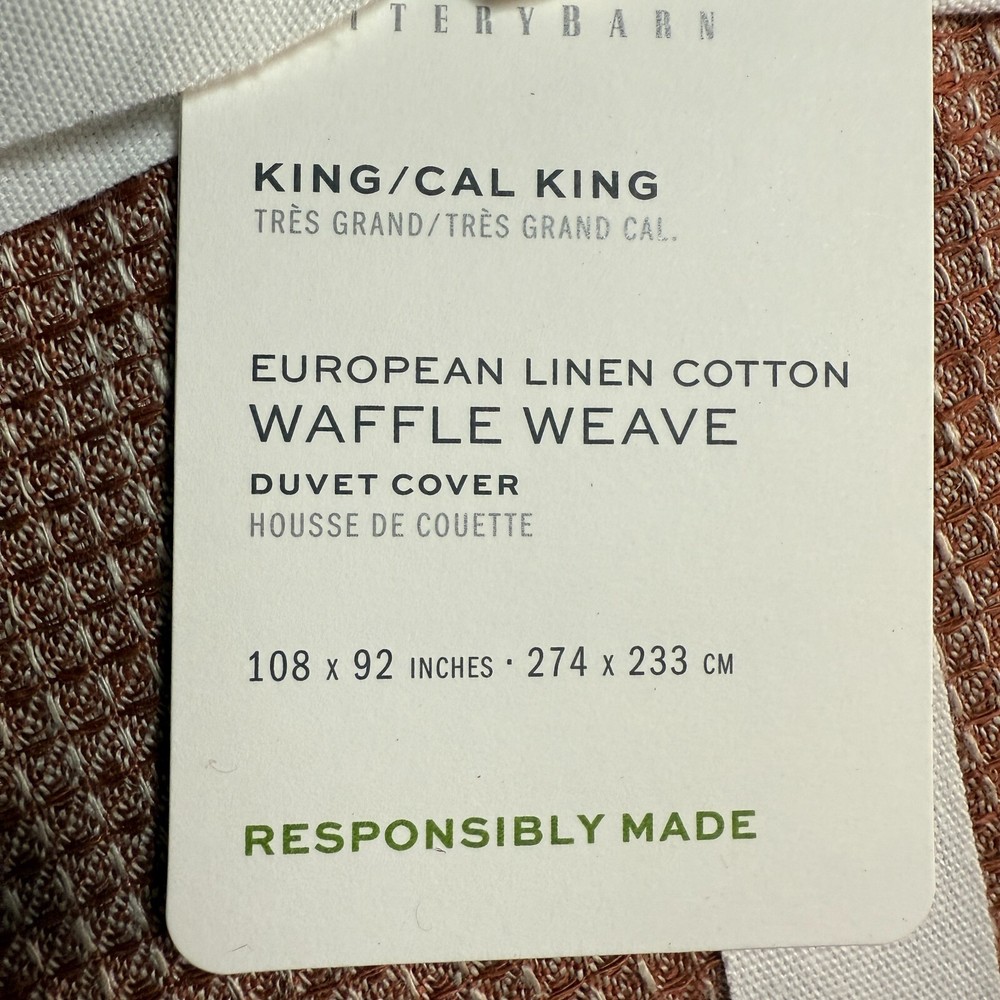 TTERYBARN
KING/CAL KING
TRÈS GRAND/TRÈS GRAND CAL.
EUROPEAN LINEN COTTON
WAFFLE WEAVE
DUVET COVER
HOUSSE DE COUETTE
108 X 92 INCHES · 274 X 233 CM
RESPONSIBLY MADE